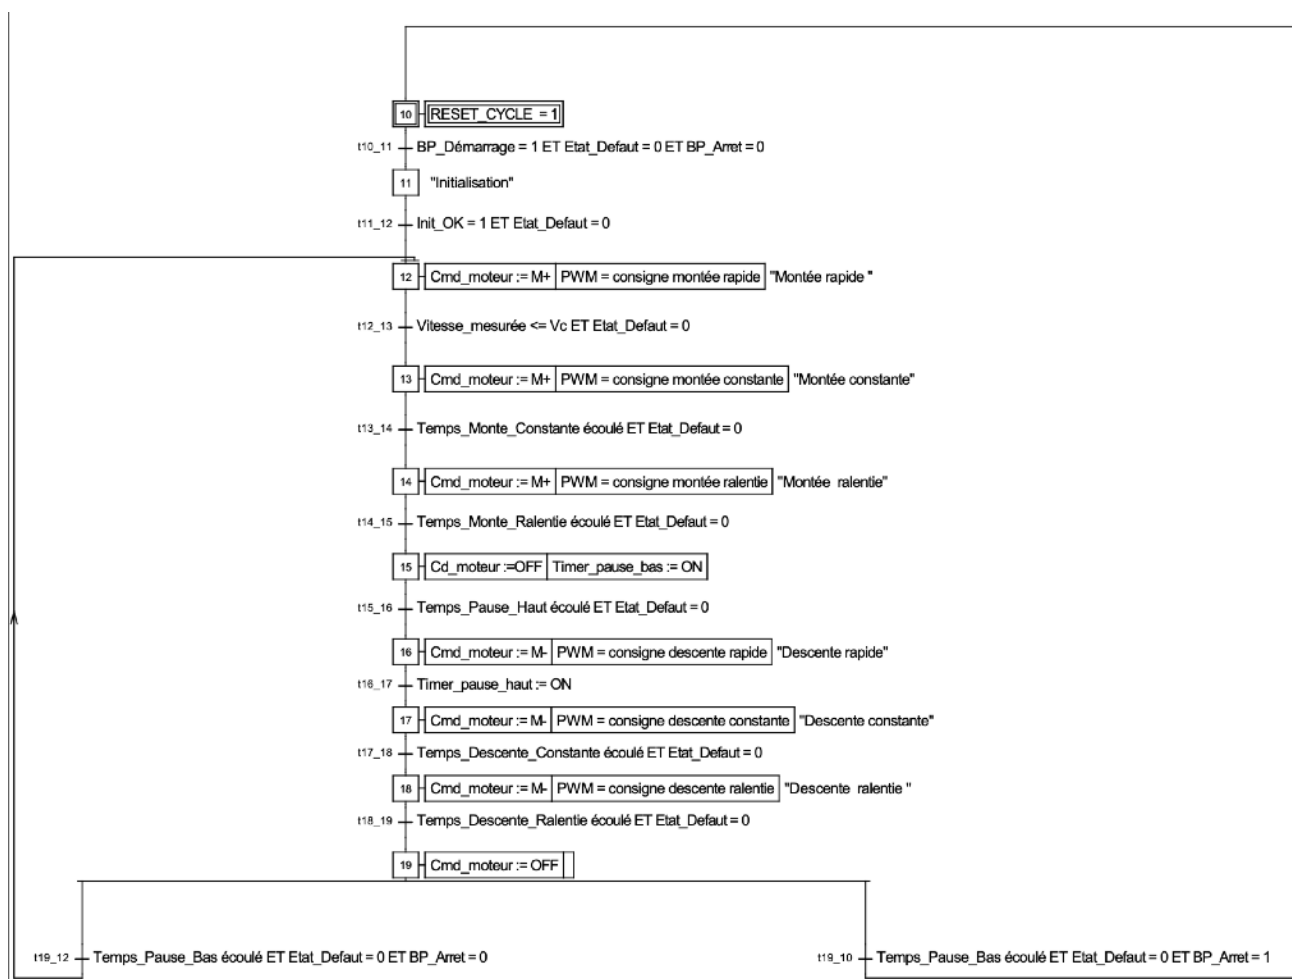 10 RESET_CYCLE = 1
t10_11 BP_Démarrage = 1 ET Etat_Defaut = 0 ET BP_Arret = 0
11 "Initialisation"
t11_12 Init_OK = 1 ET Etat_Defaut = 0
12 Cmd_moteur := M+ PWM = consigne montée rapide "Montée rapide "
t12_13 Vitesse_mesurée <= Vc ET Etat_Defaut = 0
13 Cmd_moteur := M+ PWM = consigne montée constante "Montée constante"
t13_14 Temps_Monte_Constante écoulé ET Etat_Defaut = 0
14 Cmd_moteur := M+ PWM = consigne montée ralentie "Montée ralentie"
t14_15 Temps_Monte_Ralentie écoulé ET Etat_Defaut = 0
15 Cd_moteur :=OFF Timer_pause_bas := ON
t15_16 Temps_Pause_Haut écoulé ET Etat_Defaut = 0
16 Cmd_moteur := M- PWM = consigne descente rapide "Descente rapide"
t16_17 Timer_pause_haut := ON
17 Cmd_moteur := M- PWM = consigne descente constante "Descente constante"
t17_18 Temps_Descente_Constante écoulé ET Etat_Defaut = 0
18 Cmd_moteur := M- PWM = consigne descente ralentie "Descente ralentie "
t18_19 Temps_Descente_Ralentie écoulé ET Etat_Defaut = 0
19 Cmd_moteur := OFF
t19_12 Temps_Pause_Bas écoulé ET Etat_Defaut = 0 ET BP_Arret = 0
t19_10 Temps_Pause_Bas écoulé ET Etat_Defaut = 0 ET BP_Arret = 1